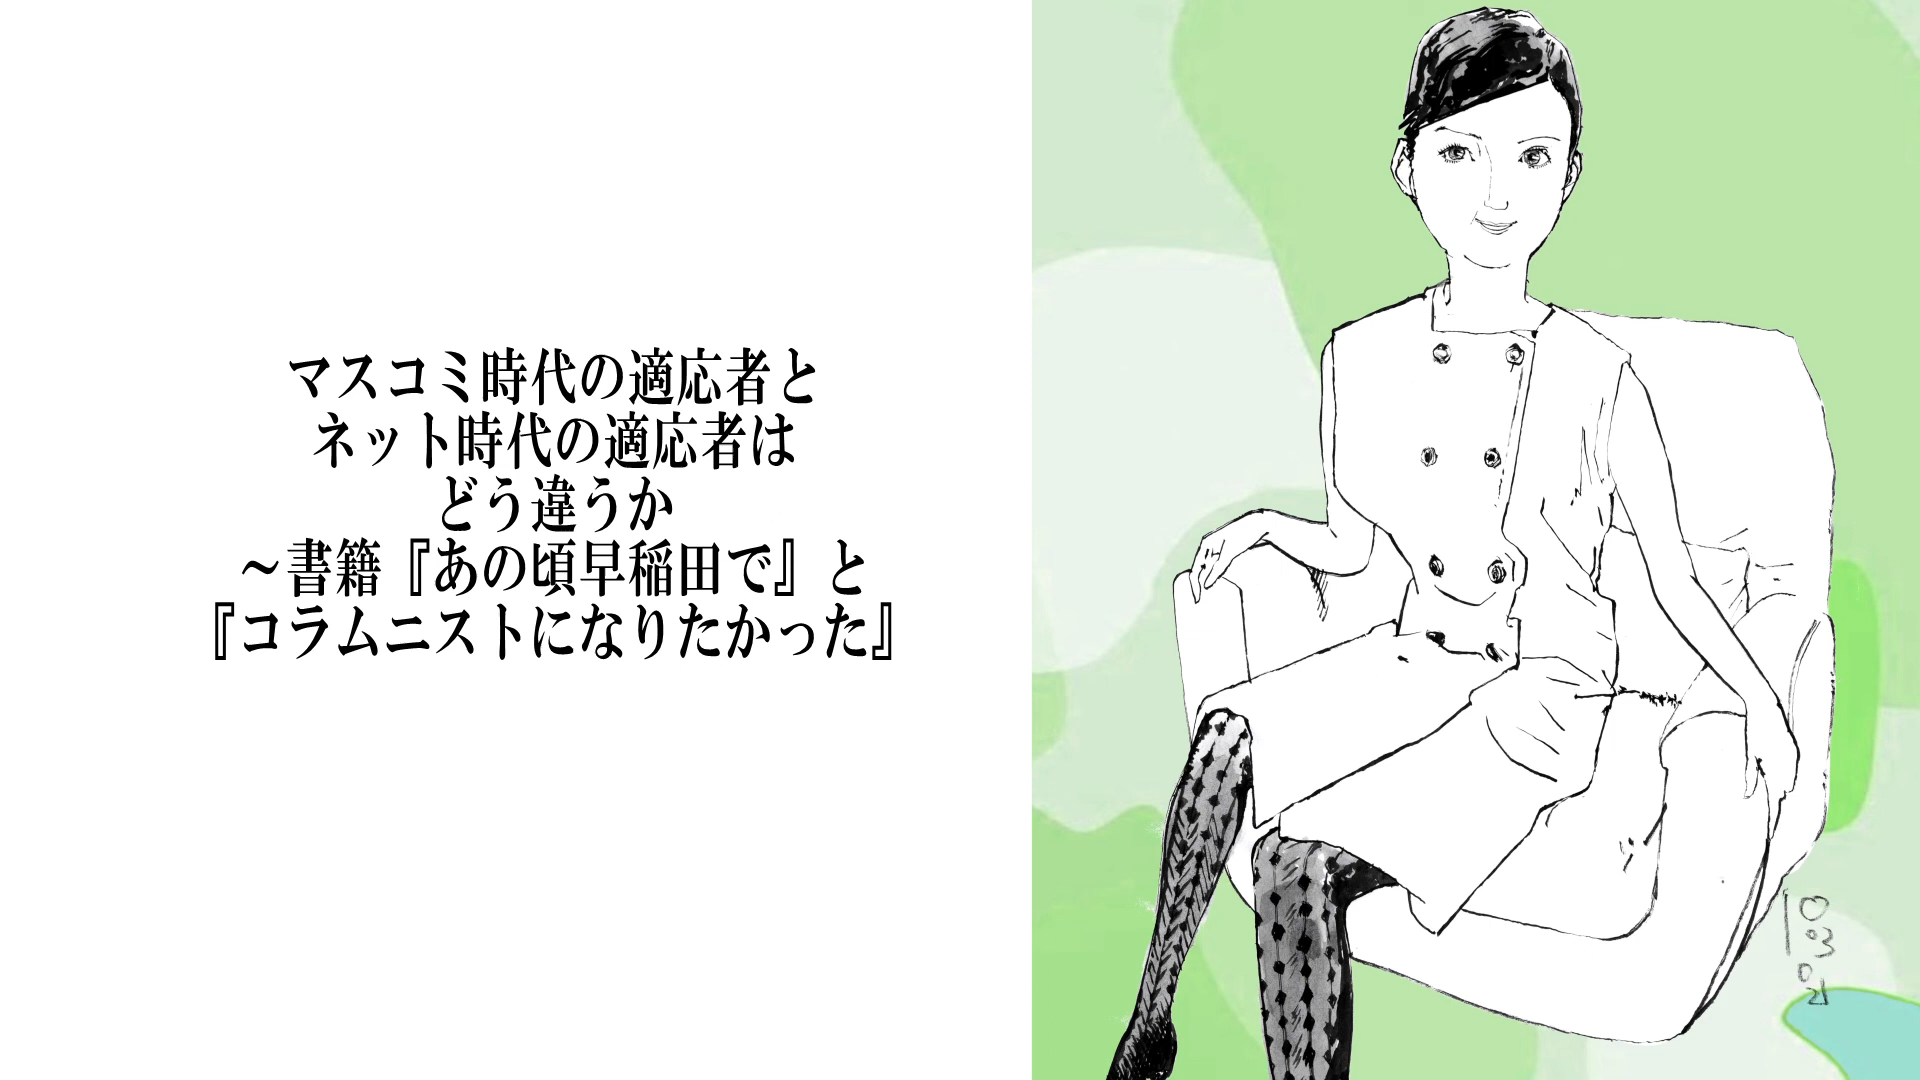 マスコミ時代の適応者と
ネット時代の適応者は
どう違うか
~書籍『あの頃早稲田で』と
『コラムニストになりたかった』